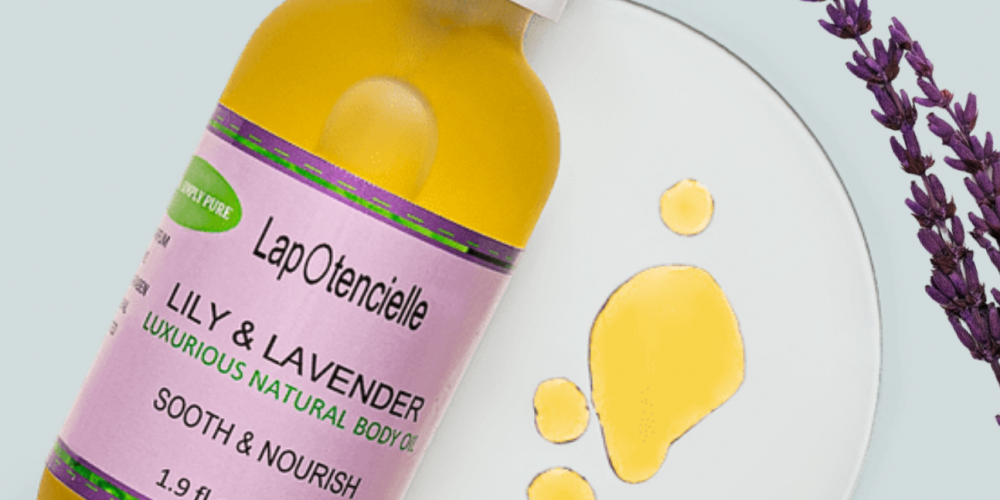 SIMPLY PURE
LapOtencielle
LILY & LAVENDER
LUXURIOUS NATURAL BODY OIL
SOOTH & NOURISH
1.9 fl